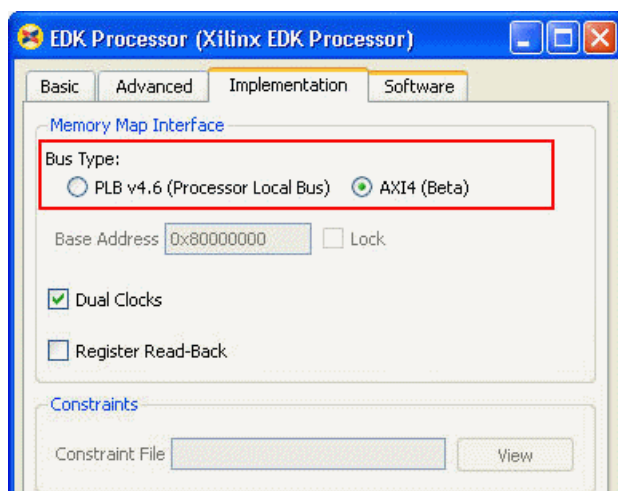 EDK Processor (Xilinx EDK Processor)
Basic Advanced Implementation Software
Memory Map Interface
Bus Type:
PLB v4.6 (Processor Local Bus) AXI4 (Beta)
Base Address 0x80000000 Lock
Dual Clocks
Register Read-Back
Constraints
Constraint File View